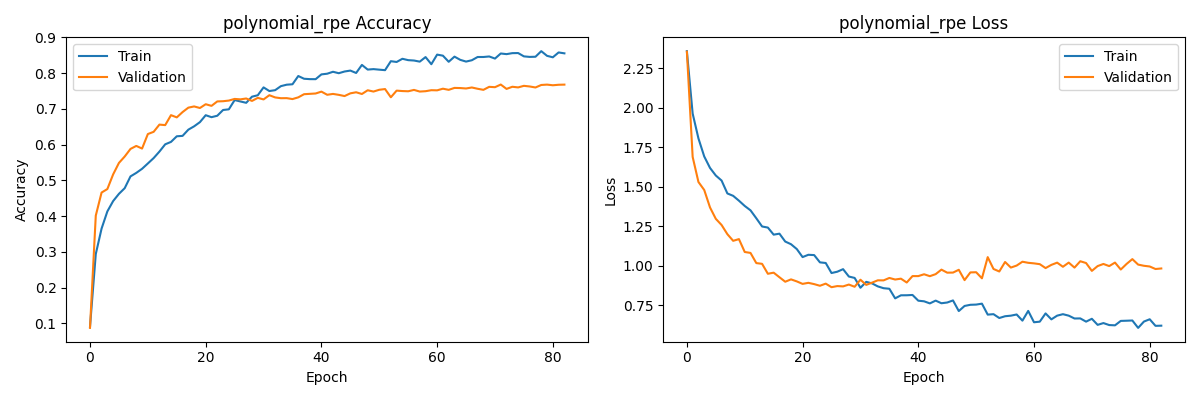 polynomial_rpe Accuracy
Train
Validation
0.9
0.8
0.7
0.6
0.5
0.4
0.3
0.2
0.1
Accuracy
0 20 40 60 80
Epoch
polynomial_rpe Loss
Train
Validation
2.25
2.00
1.75
1.50
1.25
1.00
0.75
Loss
0 20 40 60 80
Epoch